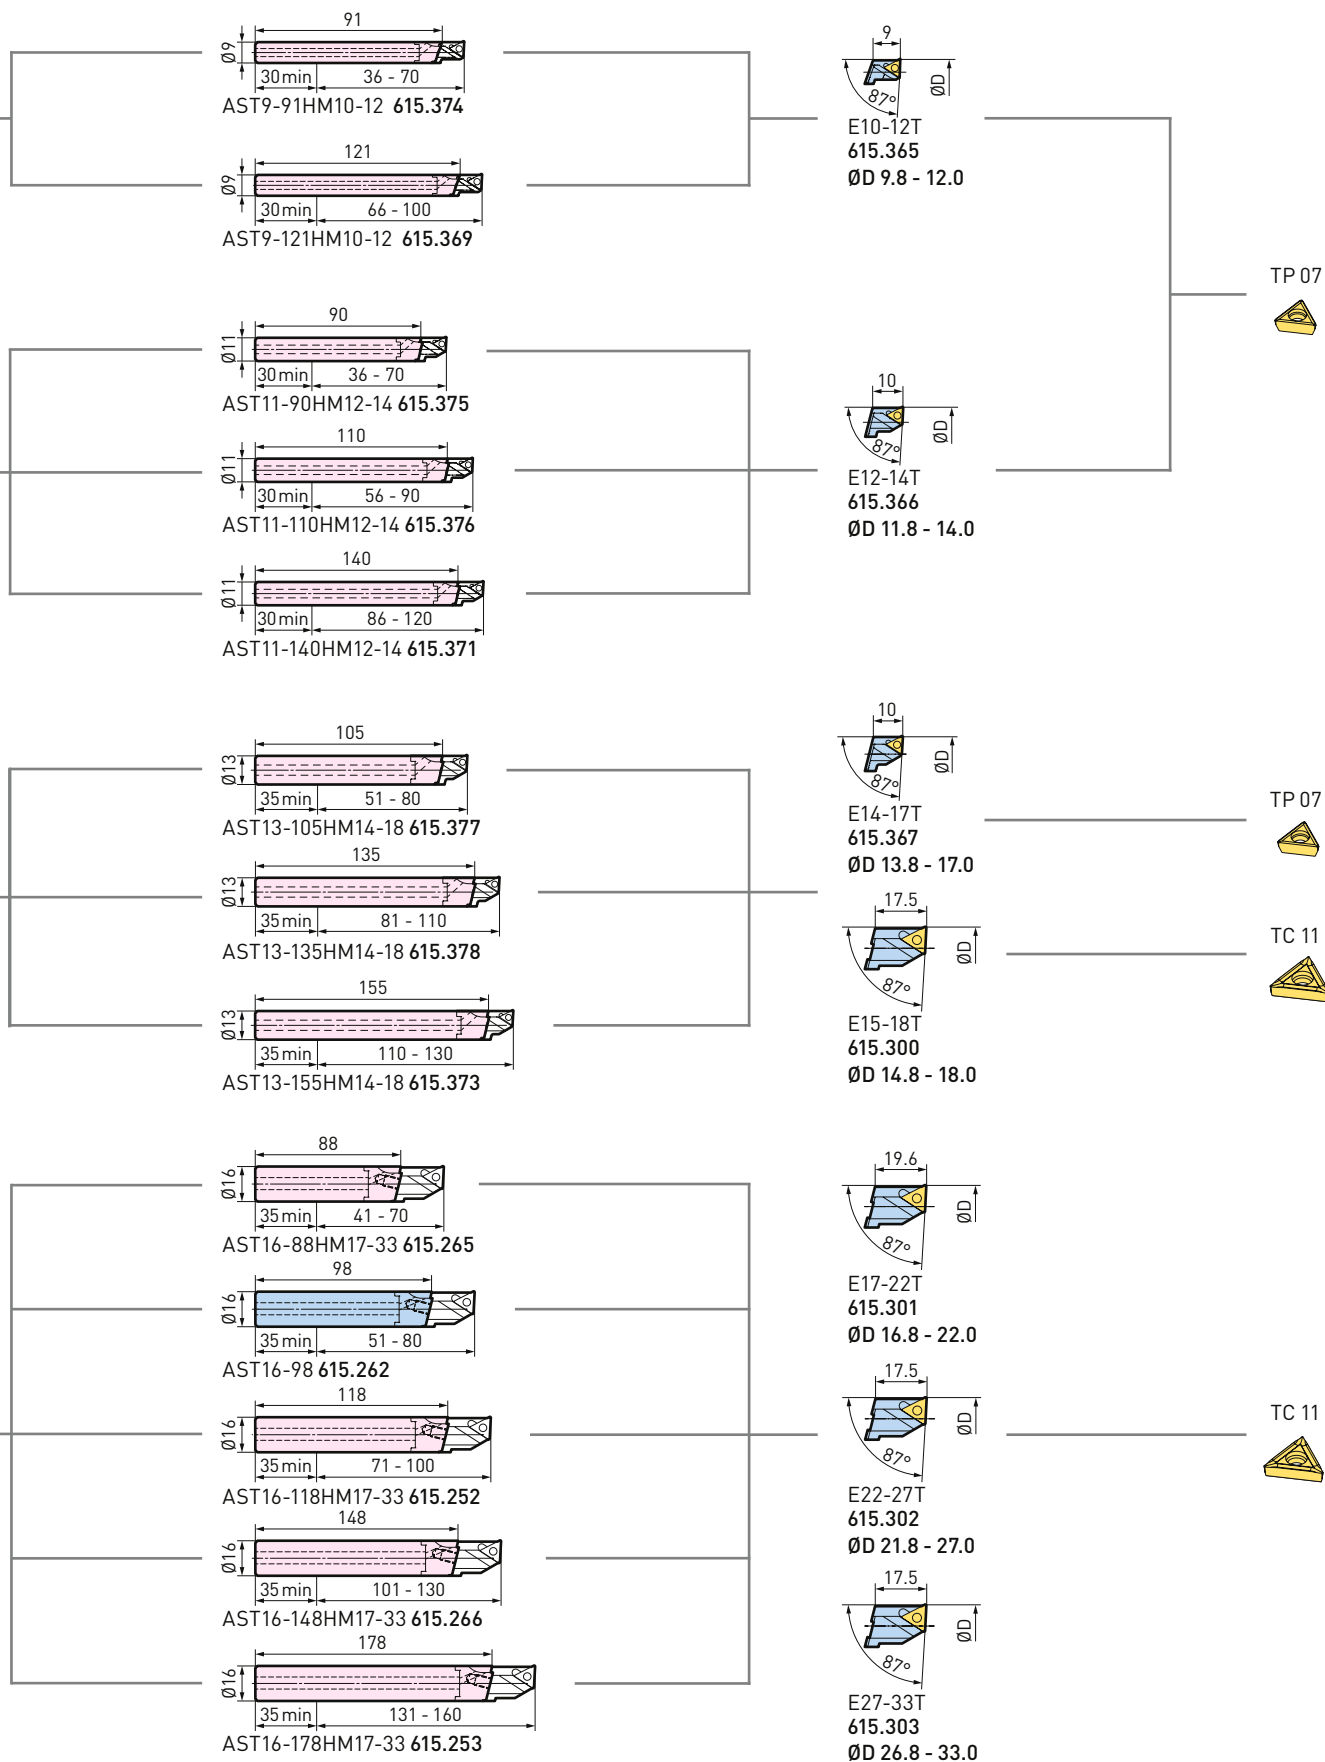 91
Ø9
30min 36 - 70
AST9-91HM10-12 615.374
121
Ø9
30min 66 - 100
AST9-121HM10-12 615.369
9
ØD
87°
E10-12T
615.365
ØD 9.8 - 12.0
TP 07
90
Ø11
30min 36 - 70
AST11-90HM12-14 615.375
110
Ø11
30min 56 - 90
AST11-110HM12-14 615.376
140
Ø11
30min 86 - 120
AST11-140HM12-14 615.371
10
ØD
87°
E12-14T
615.366
ØD 11.8 - 14.0
105
Ø13
35min 51 - 80
AST13-105HM14-18 615.377
135
Ø13
35min 81 - 110
AST13-135HM14-18 615.378
155
Ø13
35min 110 - 130
AST13-155HM14-18 615.373
10
ØD
87°
E14-17T
615.367
ØD 13.8 - 17.0
TP 07
17.5
ØD
87°
E15-18T
615.300
ØD 14.8 - 18.0
TC 11
88
Ø16
35min 41 - 70
AST16-88HM17-33 615.265
98
Ø16
35min 51 - 80
AST16-98 615.262
118
Ø16
35min 71 - 100
AST16-118HM17-33 615.252
148
Ø16
35min 101 - 130
AST16-148HM17-33 615.266
178
Ø16
35min 131 - 160
AST16-178HM17-33 615.253
19.6
ØD
87°
E17-22T
615.301
ØD 16.8 - 22.0
17.5
ØD
87°
E22-27T
615.302
ØD 21.8 - 27.0
17.5
ØD
87°
E27-33T
615.303
ØD 26.8 - 33.0
TC 11